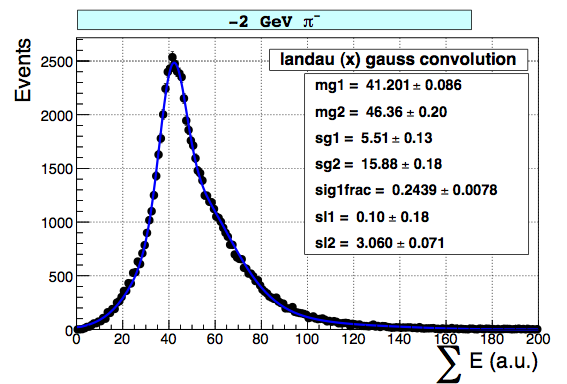 -2 GeV π⁻
Events
landau (x) gauss convolution
mg1 = 41.201 ± 0.086
mg2 = 46.36 ± 0.20
sg1 = 5.51 ± 0.13
sg2 = 15.88 ± 0.18
sig1frac = 0.2439 ± 0.0078
sl1 = 0.10 ± 0.18
sl2 = 3.060 ± 0.071
2500
2000
1500
1000
500
0
0 20 40 60 80 100 120 140 160 180 200
∑ E (a.u.)